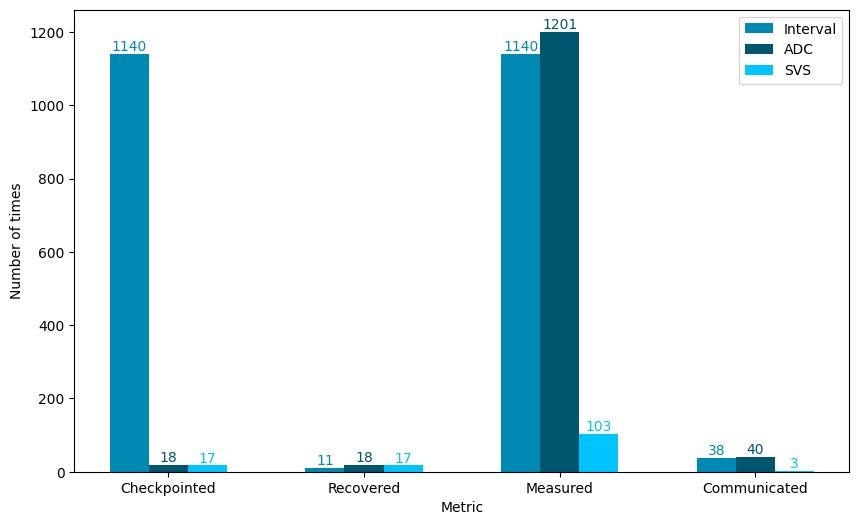 Interval
ADC
SVS
1200
1000
800
600
400
200
0
Number of times
1140
18
17
11
18
17
1140
1201
103
38
40
3
Checkpointed
Recovered
Measured
Communicated
Metric